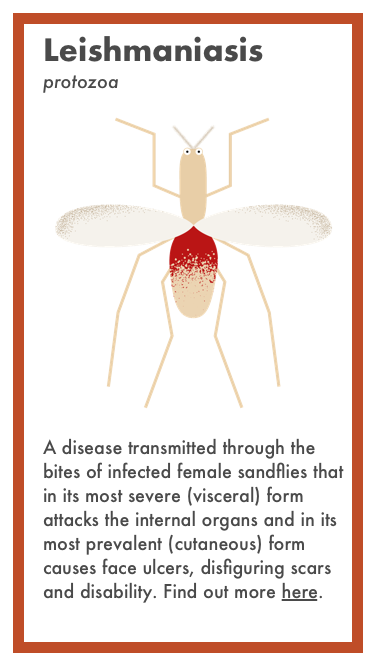 Leishmaniasis
protozoa
A disease transmitted through the
bites of infected female sandflies that
in its most severe (visceral) form
attacks the internal organs and in its
most prevalent (cutaneous) form
causes face ulcers, disfiguring scars
and disability. Find out more here.